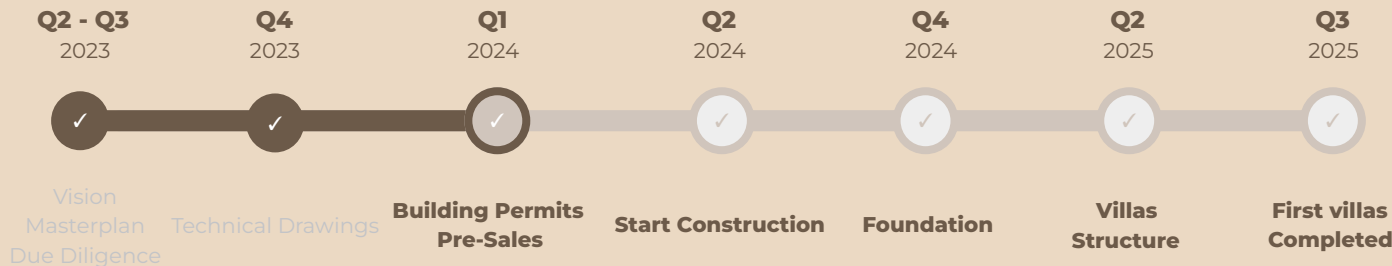 Q2 - Q3
2023
Q4
2023
Q1
2024
Q2
2024
Q4
2024
Q2
2025
Q3
2025
✓ ✓ ✓ ✓ ✓ ✓ ✓
Vision
Masterplan
Due Diligence
Technical Drawings
Building Permits
Pre-Sales
Start Construction
Foundation
Villas
Structure
First villas
Completed